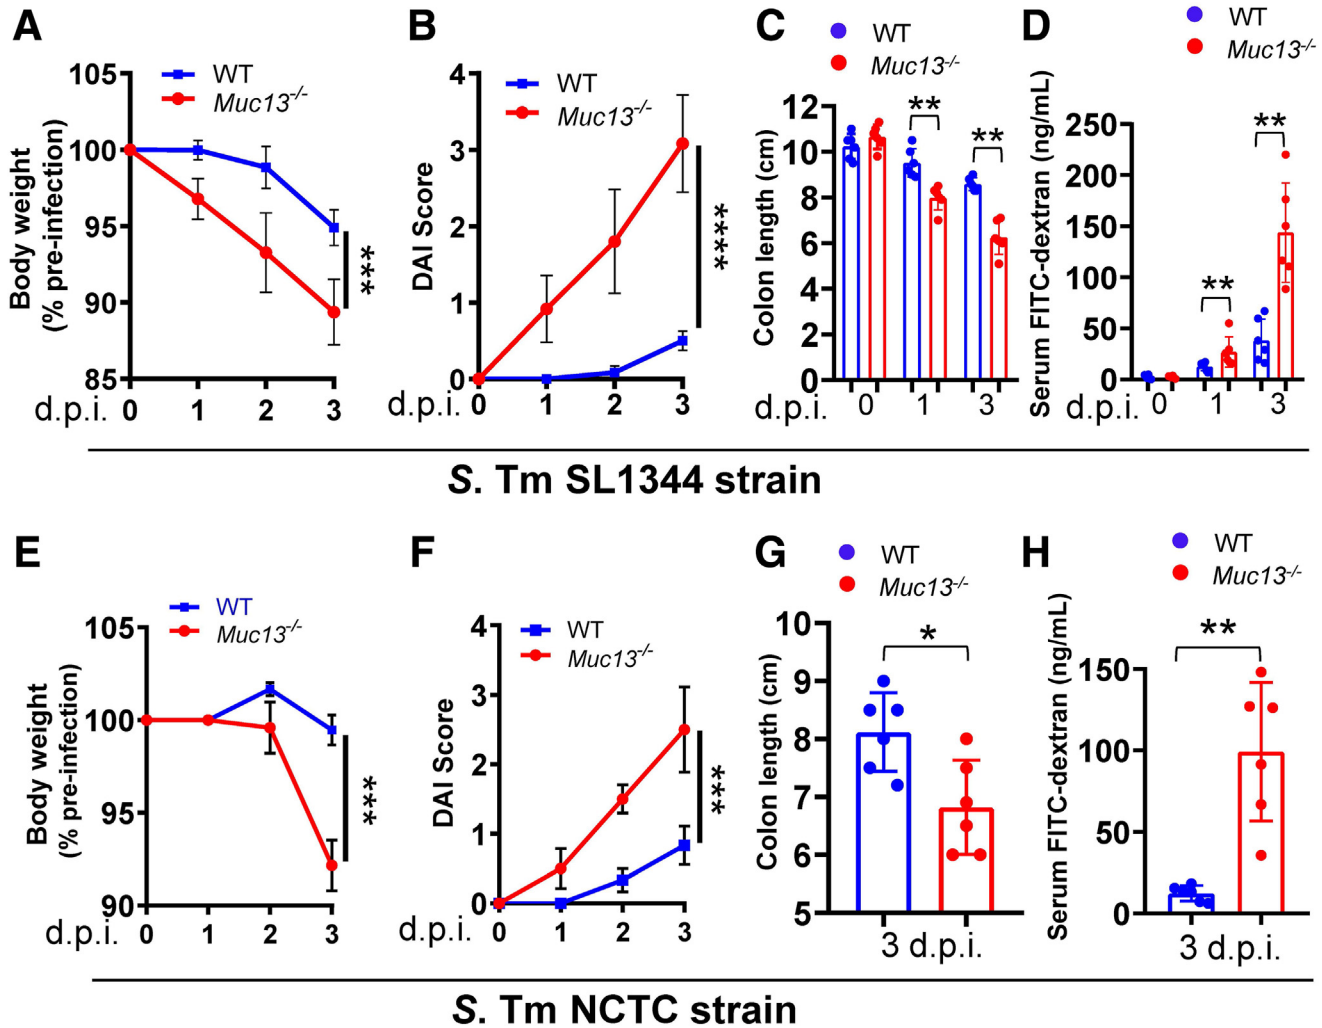 A
WT
Muc13-/-
105
100
95
90
85
Body weight
(% pre-infection)
***
d.p.i. 0 1 2 3
B
WT
Muc13-/-
4
3
2
1
0
DAI Score
****
d.p.i. 0 1 2 3
C
WT
Muc13-/-
12
10
8
6
4
2
0
Colon length (cm)
**
**
d.p.i. 0 1 3
D
WT
Muc13-/-
250
200
150
100
50
0
Serum FITC-dextran (ng/mL)
**
**
d.p.i. 0 1 3
S. Tm SL1344 strain
E
WT
Muc13-/-
105
100
95
90
Body weight
(% pre-infection)
***
d.p.i. 0 1 2 3
F
WT
Muc13-/-
4
3
2
1
0
DAI Score
***
d.p.i. 0 1 2 3
G
WT
Muc13-/-
10
9
8
7
6
5
Colon length (cm)
*
3 d.p.i.
H
WT
Muc13-/-
150
100
50
0
Serum FITC-dextran (ng/mL)
**
3 d.p.i.
S. Tm NCTC strain